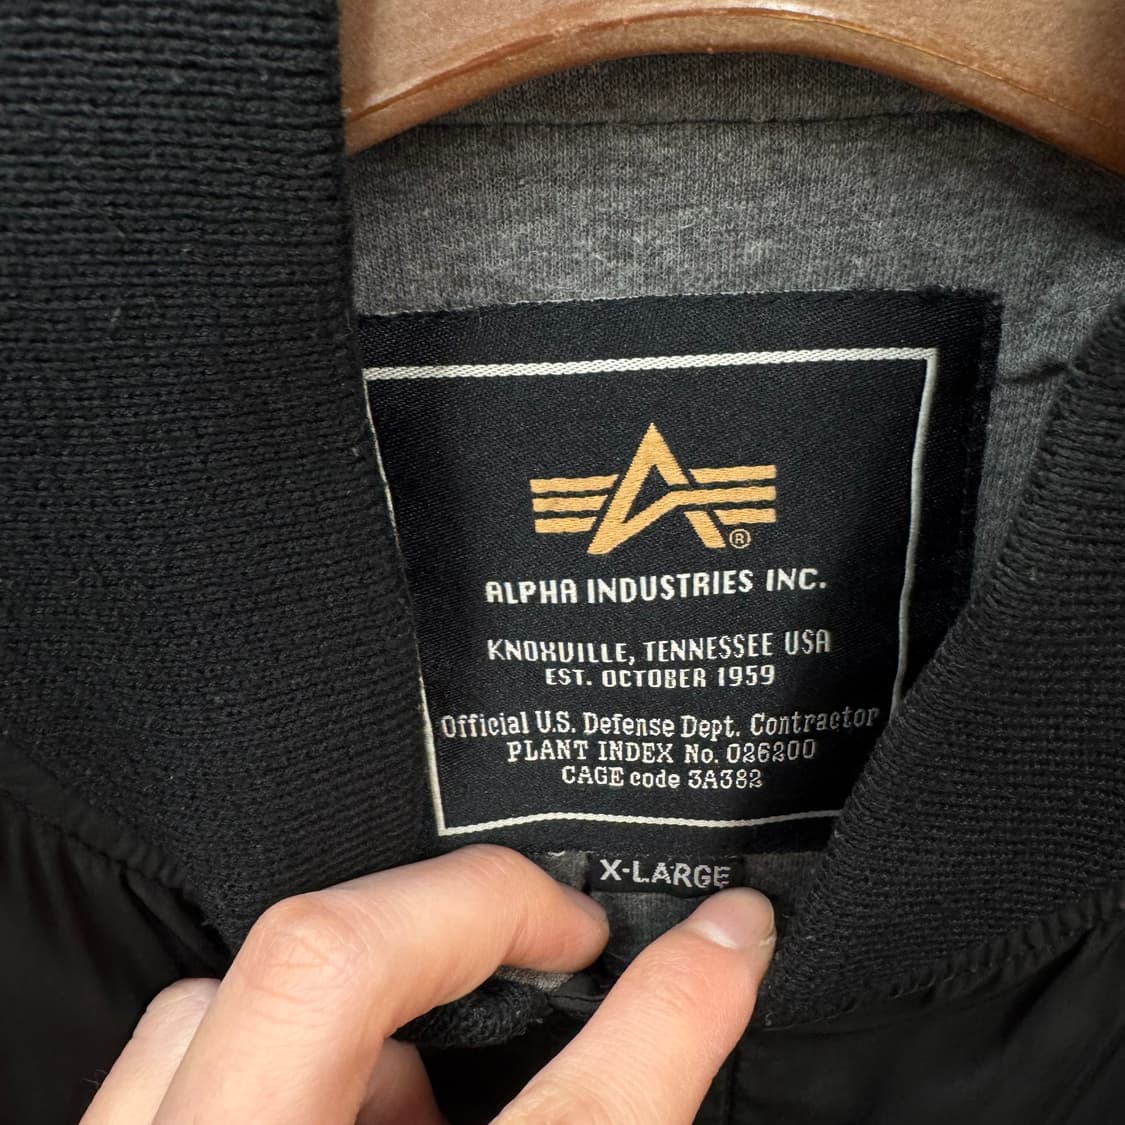 ®
ALPHA INDUSTRIES INC.
KNOXVILLE, TENNESSEE USA
EST. OCTOBER 1959
Official U.S. Defense Dept. Contractor
PLANT INDEX No. 026200
CAGE code 3A382
X-LARGE